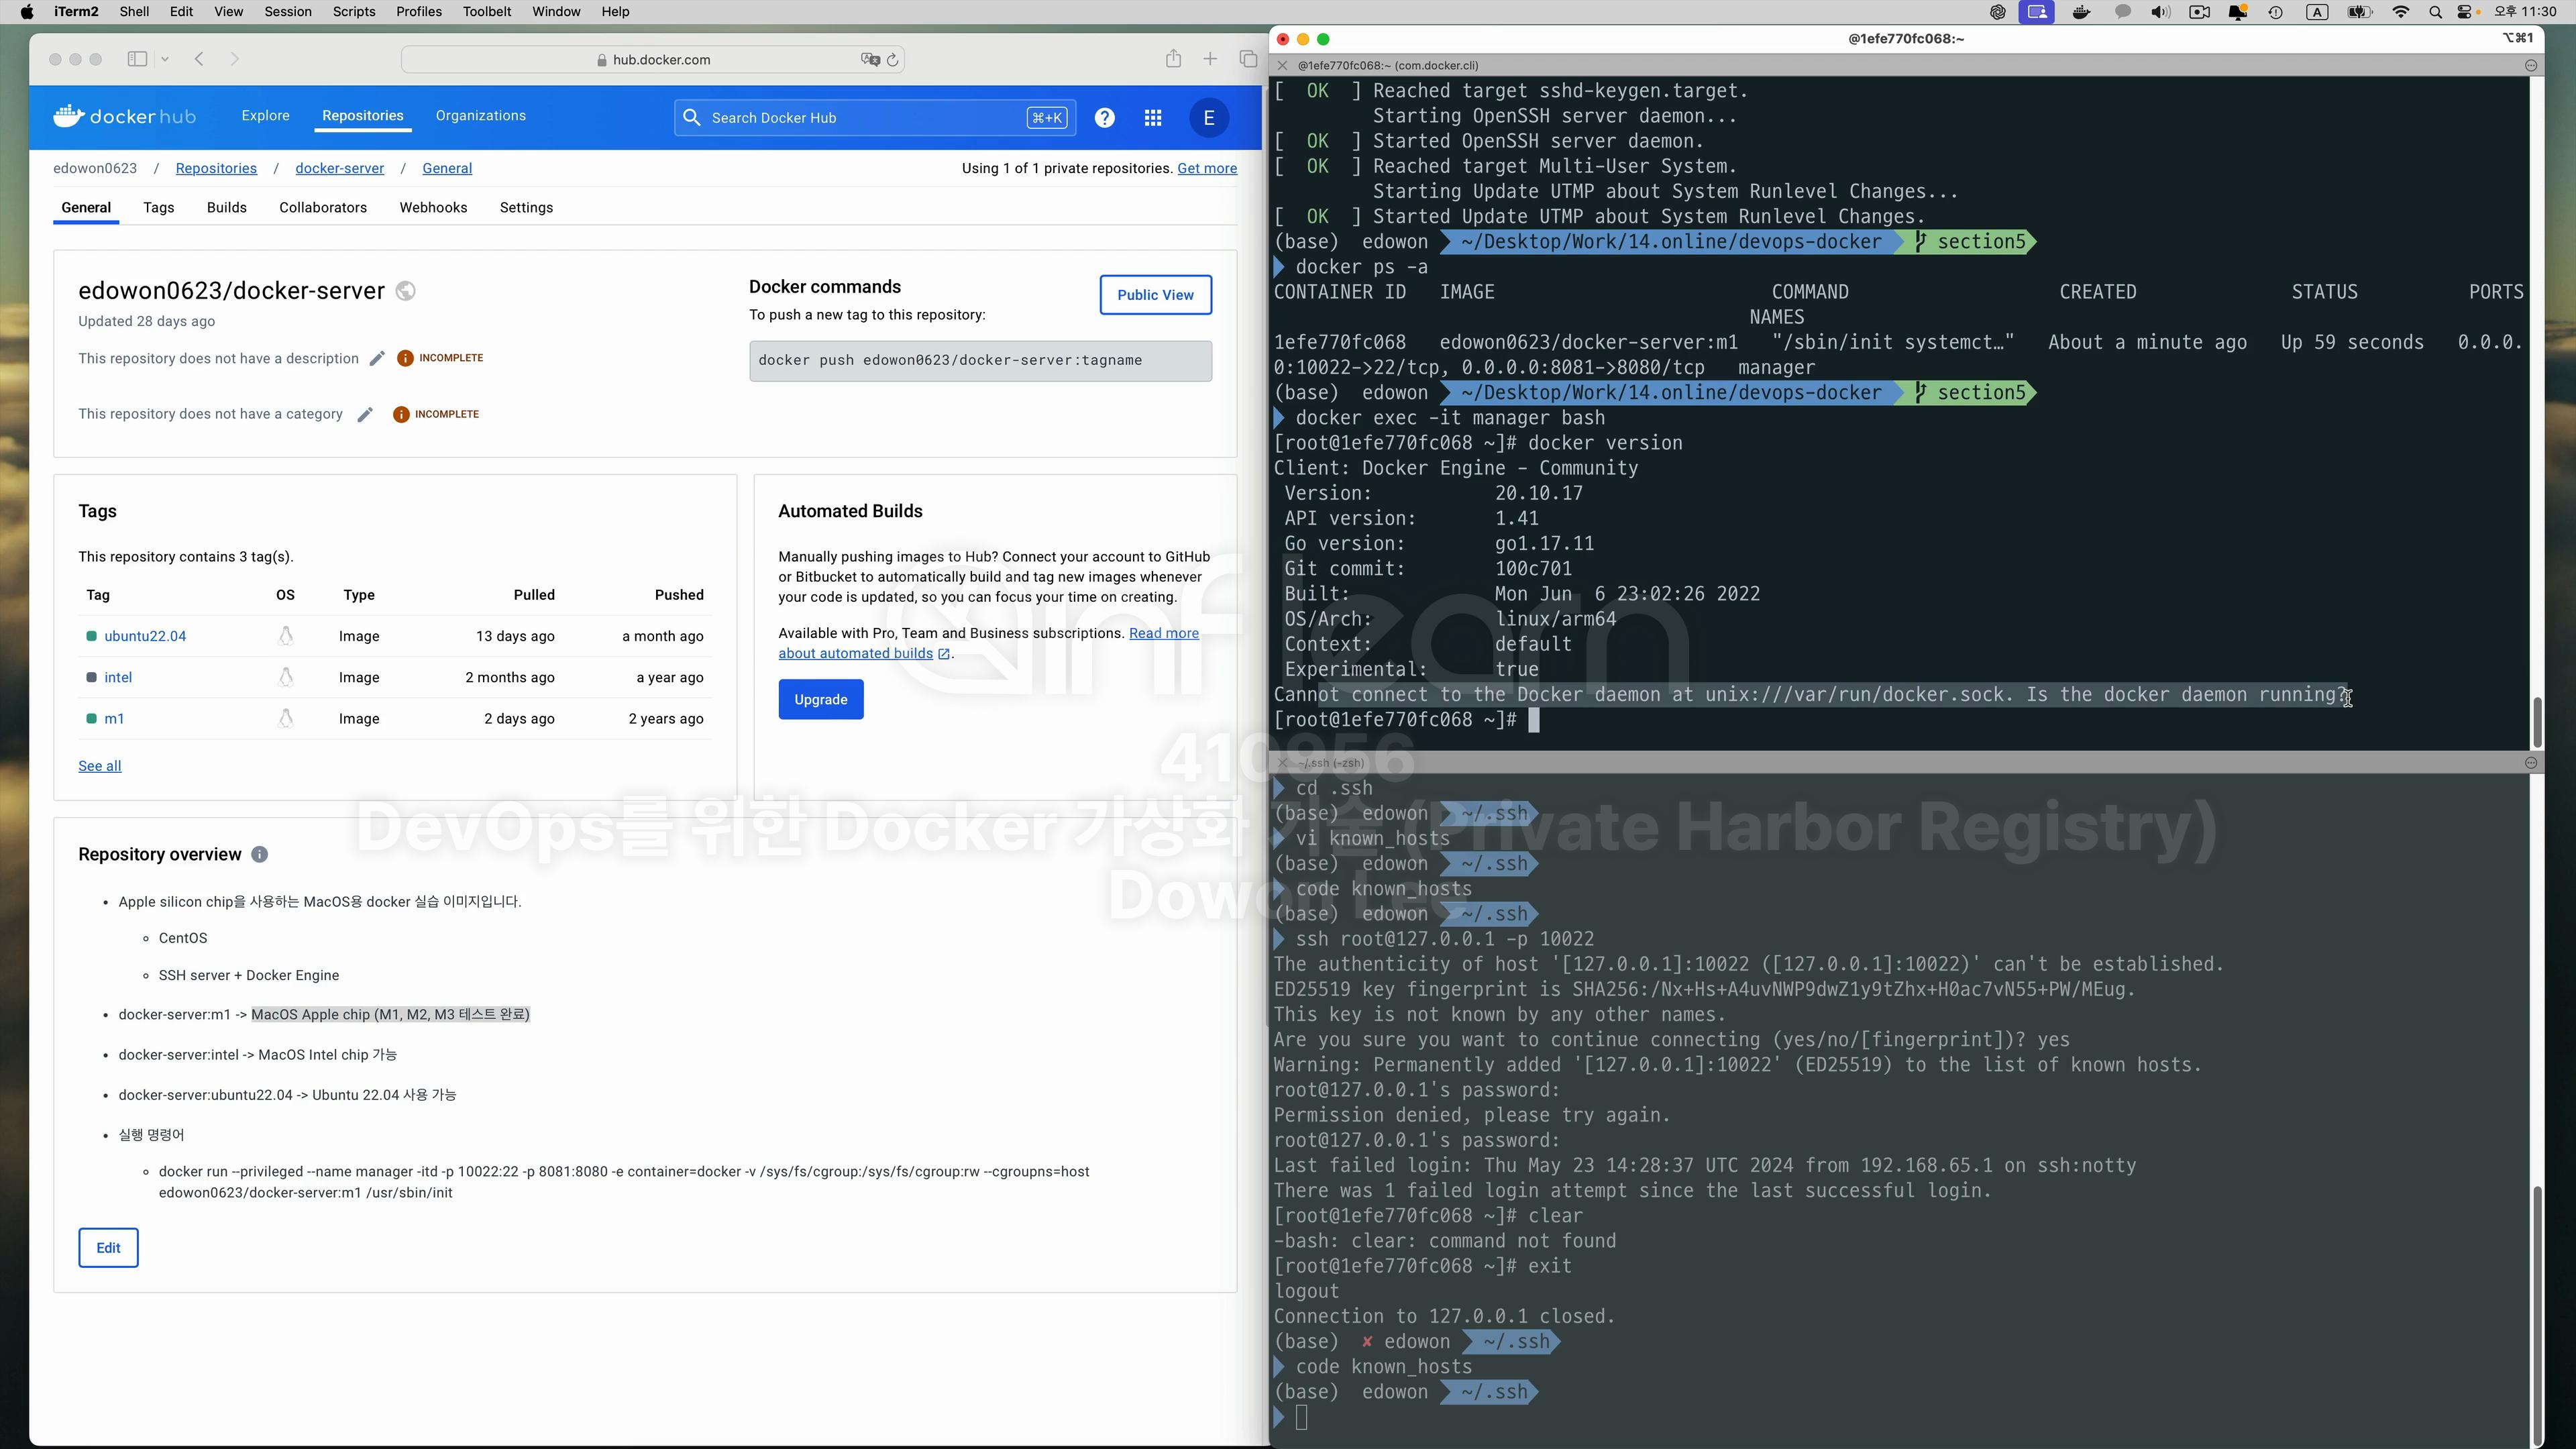 iTerm2 Shell Edit View Session Scripts Profiles Toolbelt Window Help
A 오후 11:30
hub.docker.com
docker hub Explore Repositories Organizations Search Docker Hub ⌘+K ? E
edowon0623 / Repositories / docker-server / General
Using 1 of 1 private repositories. Get more
General Tags Builds Collaborators Webhooks Settings
edowon0623/docker-server
Updated 28 days ago
This repository does not have a description INCOMPLETE
This repository does not have a category INCOMPLETE
Docker commands
Public View
To push a new tag to this repository:
docker push edowon0623/docker-server:tagname
Tags
This repository contains 3 tag(s).
Tag OS Type Pulled Pushed
ubuntu22.04 Image 13 days ago a month ago
intel Image 2 months ago a year ago
m1 Image 2 days ago 2 years ago
See all
Automated Builds
Manually pushing images to Hub? Connect your account to GitHub
or Bitbucket to automatically build and tag new images whenever
your code is updated, so you can focus your time on creating.
Available with Pro, Team and Business subscriptions. Read more
about automated builds.
Upgrade
Repository overview
• Apple silicon chip을 사용하는 MacOS용 docker 실습 이미지입니다.
◦ CentOS
◦ SSH server + Docker Engine
• docker-server:m1 -> MacOS Apple chip (M1, M2, M3 테스트 완료)
• docker-server:intel -> MacOS Intel chip 가능
• docker-server:ubuntu22.04 -> Ubuntu 22.04 사용 가능
• 실행 명령어
◦ docker run --privileged --name manager -itd -p 10022:22 -p 8081:8080 -e container=docker -v /sys/fs/cgroup:/sys/fs/cgroup:rw --cgroupns=host
edowon0623/docker-server:m1 /usr/sbin/init
Edit
@1efe770fc068:~
⌥⌘1
@1efe770fc068:~ (com.docker.cli)
[ OK ] Reached target sshd-keygen.target.
Starting OpenSSH server daemon...
[ OK ] Started OpenSSH server daemon.
[ OK ] Reached target Multi-User System.
Starting Update UTMP about System Runlevel Changes...
[ OK ] Started Update UTMP about System Runlevel Changes.
(base) edowon ~/Desktop/Work/14.online/devops-docker section5
docker ps -a
CONTAINER ID IMAGE COMMAND CREATED STATUS PORTS
NAMES
1efe770fc068 edowon0623/docker-server:m1 "/sbin/init systemct…" About a minute ago Up 59 seconds 0.0.0.
0:10022->22/tcp, 0.0.0.0:8081->8080/tcp manager
(base) edowon ~/Desktop/Work/14.online/devops-docker section5
docker exec -it manager bash
[root@1efe770fc068 ~]# docker version
Client: Docker Engine - Community
Version: 20.10.17
API version: 1.41
Go version: go1.17.11
Git commit: 100c701
Built: Mon Jun 6 23:02:26 2022
OS/Arch: linux/arm64
Context: default
Experimental: true
Cannot connect to the Docker daemon at unix:///var/run/docker.sock. Is the docker daemon running?
[root@1efe770fc068 ~]#
~/.ssh (-zsh)
cd .ssh
(base) edowon ~/.ssh
vi known_hosts
(base) edowon ~/.ssh
code known_hosts
(base) edowon ~/.ssh
ssh root@127.0.0.1 -p 10022
The authenticity of host '[127.0.0.1]:10022 ([127.0.0.1]:10022)' can't be established.
ED25519 key fingerprint is SHA256:/Nx+Hs+A4uvNWP9dwZ1y9tZhx+H0ac7vN55+PW/MEug.
This key is not known by any other names.
Are you sure you want to continue connecting (yes/no/[fingerprint])? yes
Warning: Permanently added '[127.0.0.1]:10022' (ED25519) to the list of known hosts.
root@127.0.0.1's password:
Permission denied, please try again.
root@127.0.0.1's password:
Last failed login: Thu May 23 14:28:37 UTC 2024 from 192.168.65.1 on ssh:notty
There was 1 failed login attempt since the last successful login.
[root@1efe770fc068 ~]# clear
-bash: clear: command not found
[root@1efe770fc068 ~]# exit
logout
Connection to 127.0.0.1 closed.
(base) ✘ edowon ~/.ssh
code known_hosts
(base) edowon ~/.ssh
inflearn
410956
DevOps를 위한 Docker 가상화 기술(Private Harbor Registry)
Dowon Lee